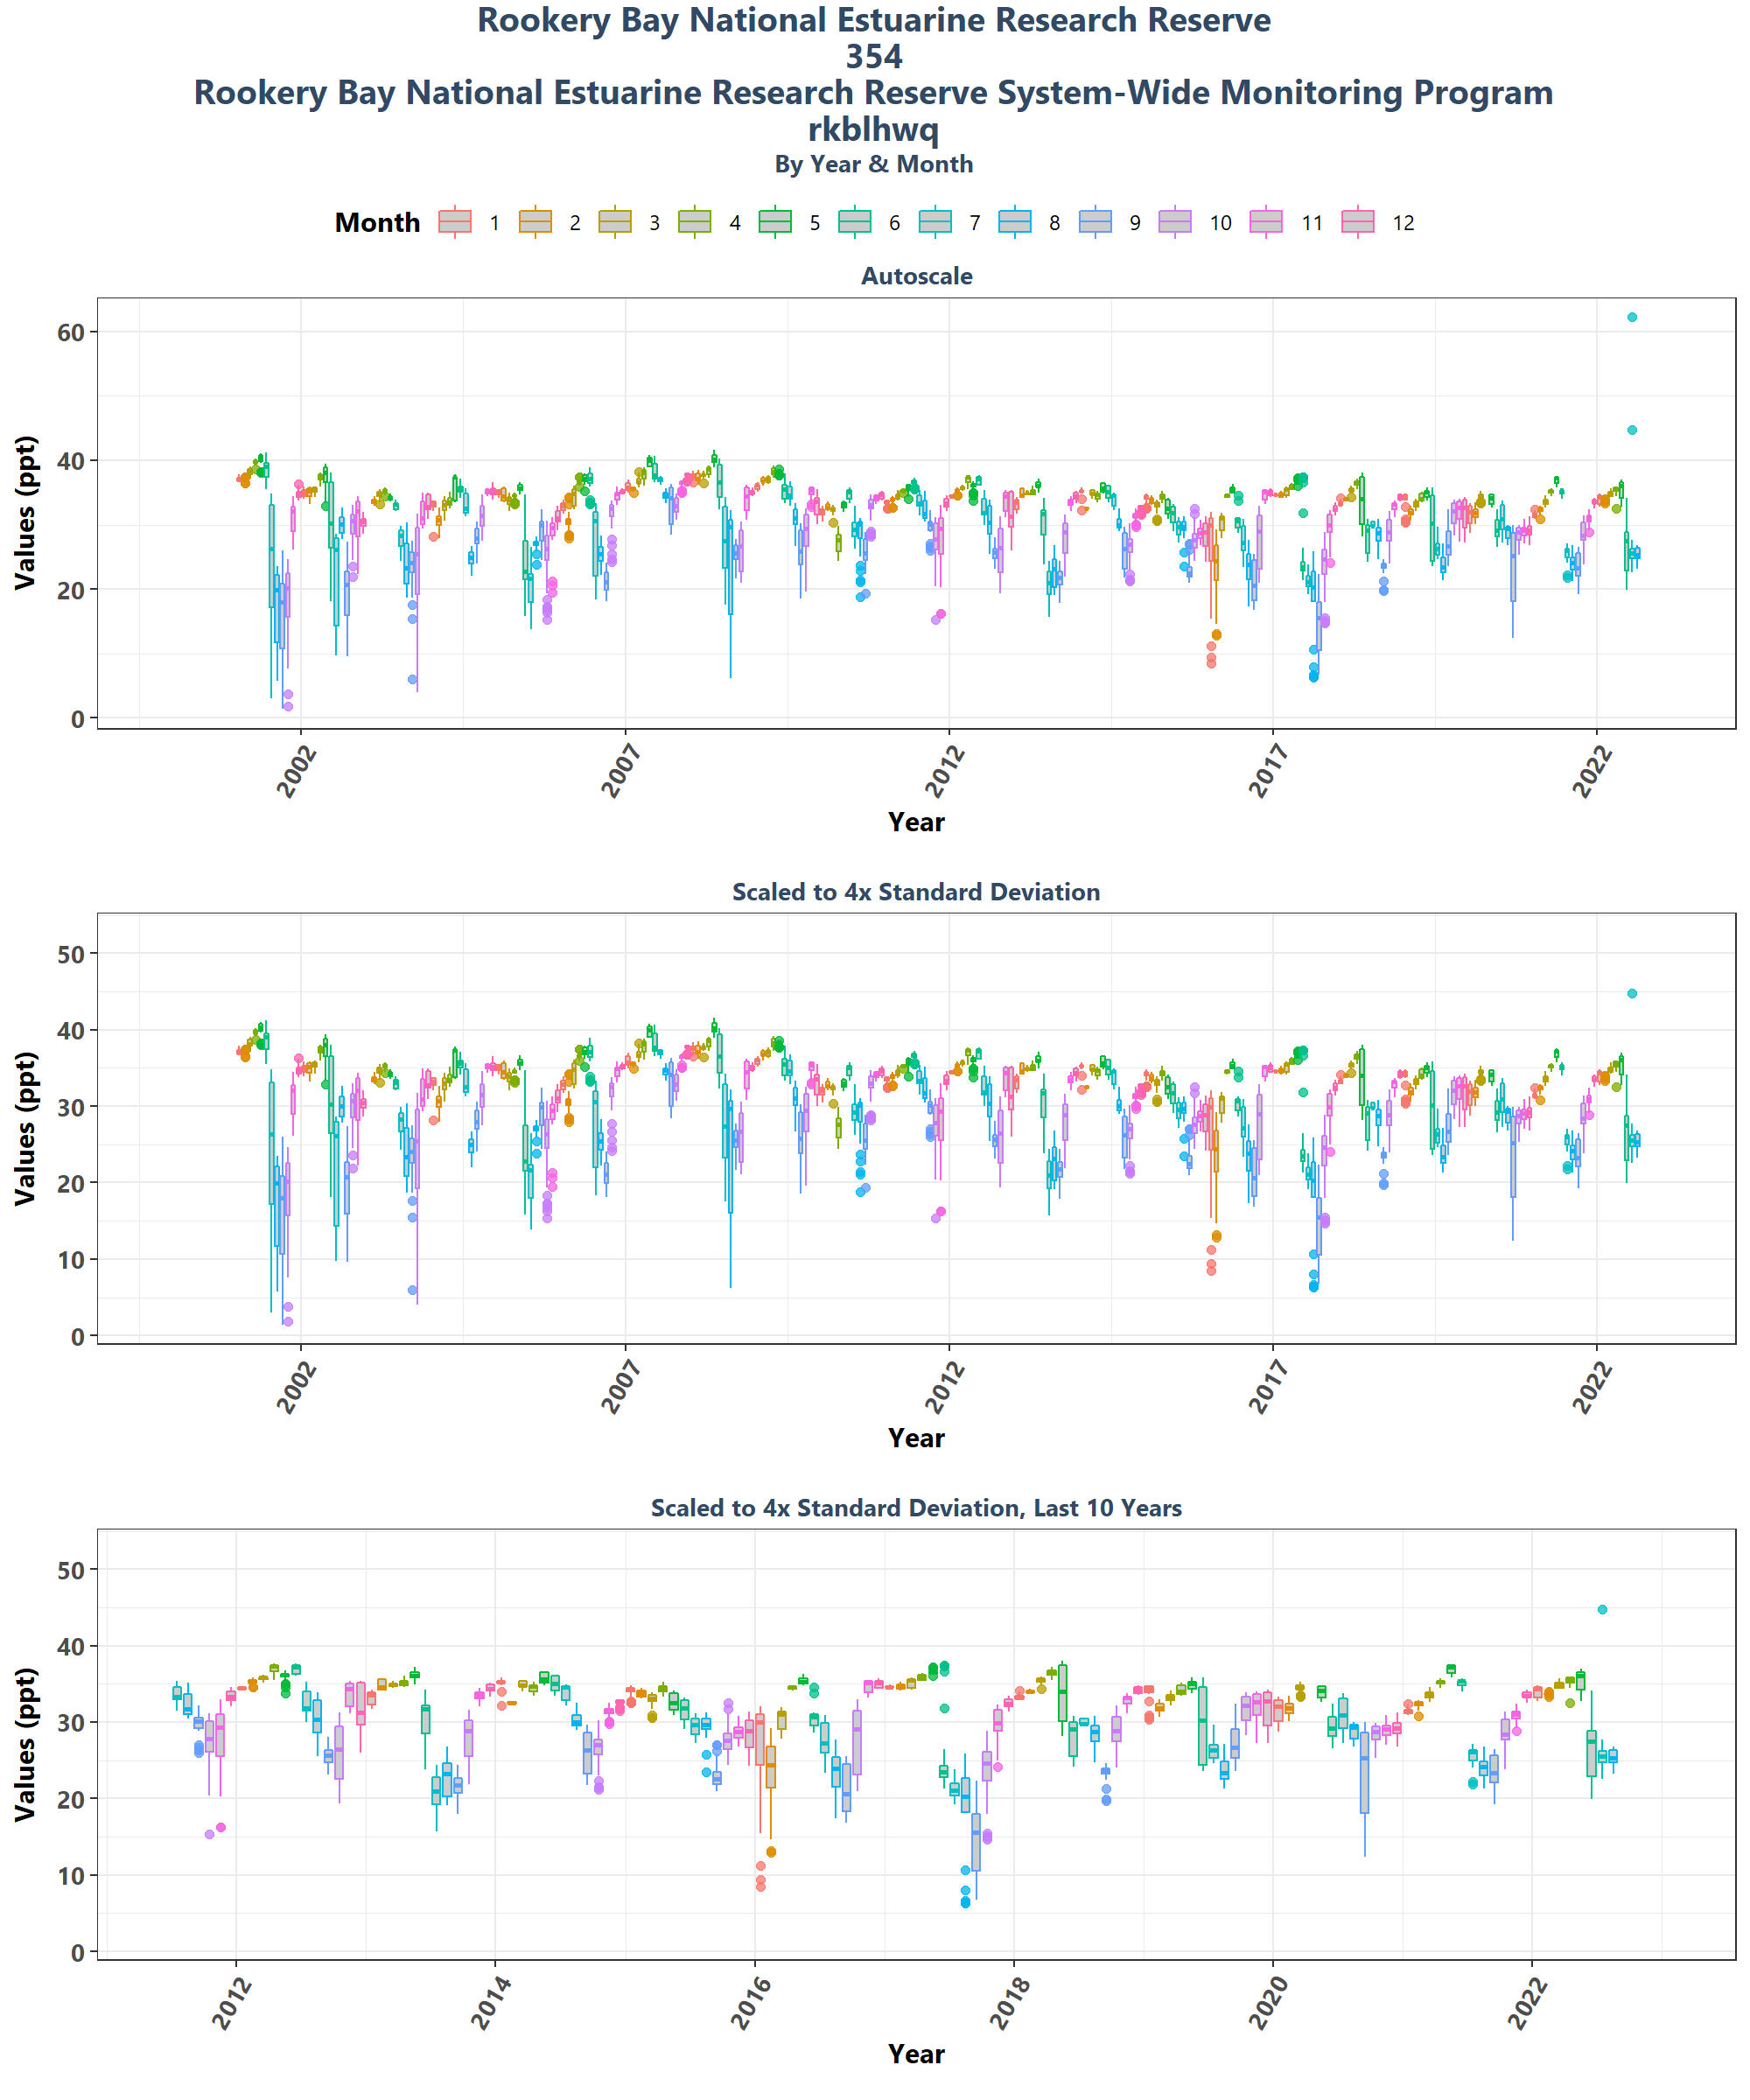 Rookery Bay National Estuarine Research Reserve
354
Rookery Bay National Estuarine Research Reserve System-Wide Monitoring Program
rkblhwq
By Year & Month
Month 1 2 3 4 5 6 7 8 9 10 11 12
Autoscale
Values (ppt)
60
40
20
0
2002 2007 2012 2017 2022
Year
Scaled to 4x Standard Deviation
Values (ppt)
50
40
30
20
10
0
2002 2007 2012 2017 2022
Year
Scaled to 4x Standard Deviation, Last 10 Years
Values (ppt)
50
40
30
20
10
0
2012 2014 2016 2018 2020 2022
Year